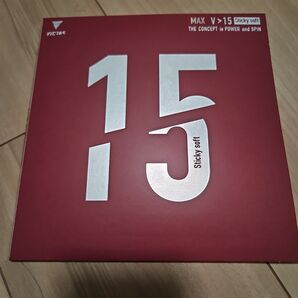 VICTAS
MAX V>15 Sticky soft
THE CONCEPT in POWER and SPIN
15
Sticky soft